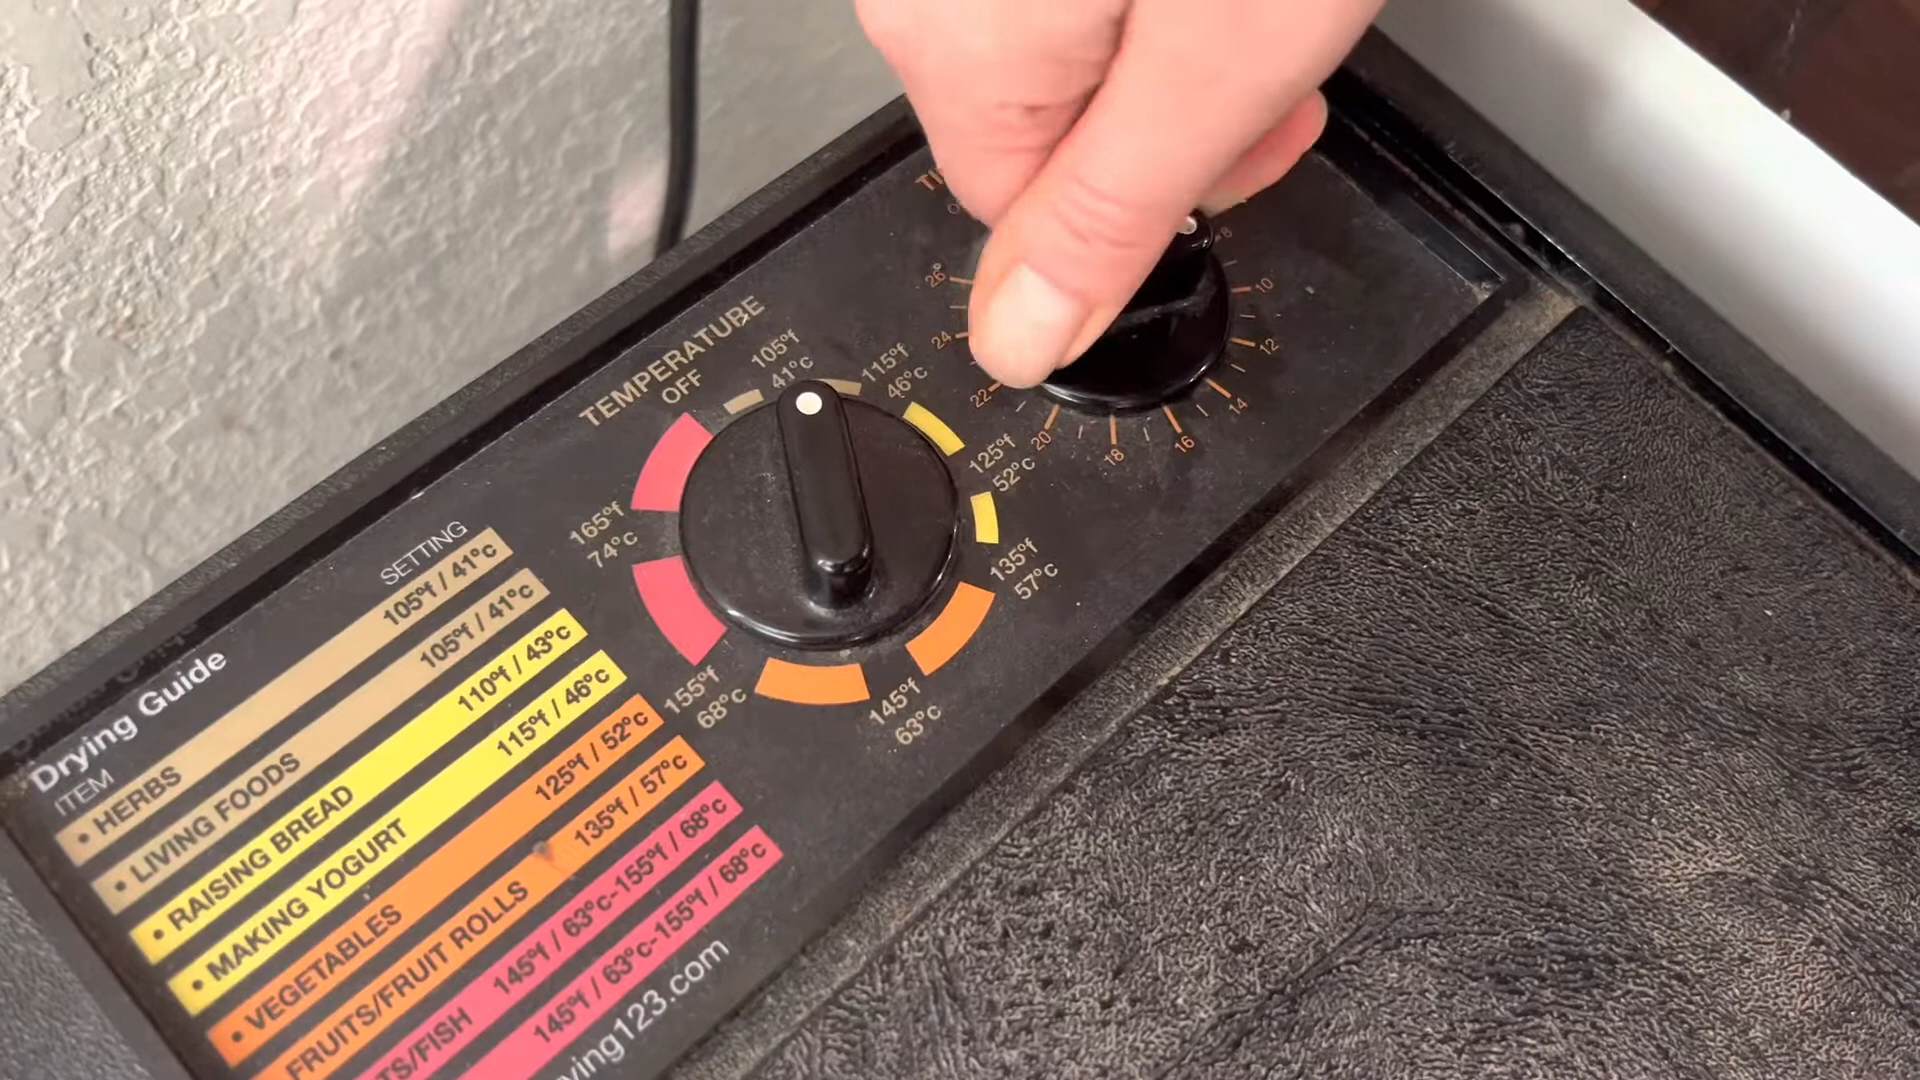 TEMPERATURE
OFF
105°f
41°c
115°f
46°c
125°f
52°c
135°f
57°c
145°f
63°c
155°f
68°c
165°f
74°c
8
10
12
14
16
18
20
22
24
26
Drying Guide
ITEM SETTING
• HERBS 105°f / 41°c
• LIVING FOODS 105°f / 41°c
• RAISING BREAD 110°f / 43°c
• MAKING YOGURT 115°f / 46°c
• VEGETABLES 125°f / 52°c
FRUITS/FRUIT ROLLS 135°f / 57°c
TS/FISH 145°f / 63°c-155°f / 68°c
145°f / 63°c-155°f / 68°c
ying123.com